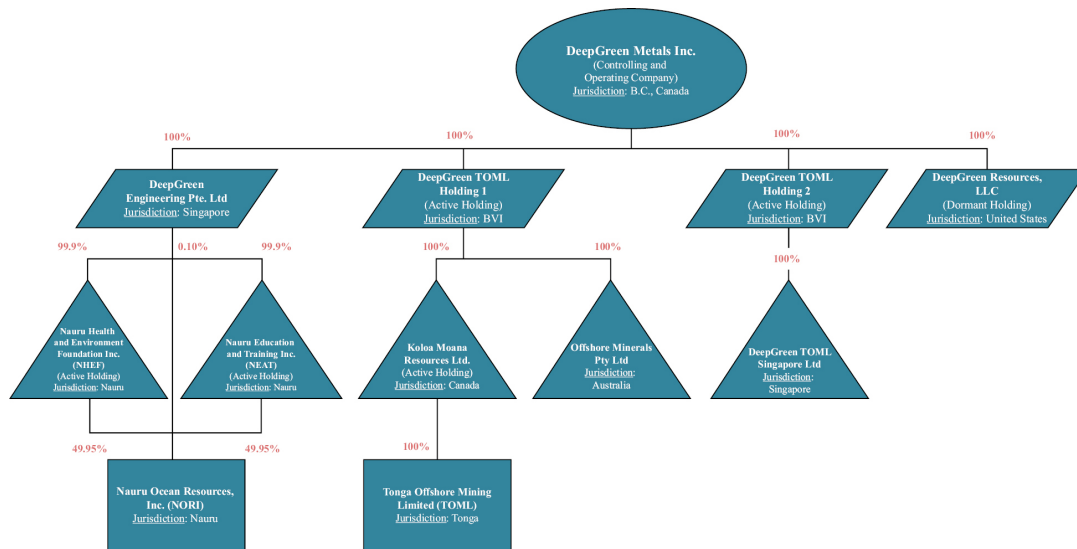 DeepGreen Metals Inc.
(Controlling and
Operating Company)
Jurisdiction: B.C., Canada
100%
100%
100%
100%
DeepGreen
Engineering Pte. Ltd
Jurisdiction: Singapore
DeepGreen TOML
Holding 1
(Active Holding)
Jurisdiction: BVI
DeepGreen TOML
Holding 2
(Active Holding)
Jurisdiction: BVI
DeepGreen Resources,
LLC
(Dormant Holding)
Jurisdiction: United States
99.9%
0.10%
99.9%
100%
100%
100%
Nauru Health
and Environment
Foundation Inc.
(NHEF)
(Active Holding)
Jurisdiction: Nauru
Nauru Education
and Training Inc.
(NEAT)
(Active Holding)
Jurisdiction: Nauru
Koloa Moana
Resources Ltd.
(Active Holding)
Jurisdiction: Canada
Offshore Minerals
Pty Ltd
Jurisdiction:
Australia
DeepGreen TOML
Singapore Ltd
Jurisdiction:
Singapore
49.95%
49.95%
100%
Nauru Ocean Resources,
Inc. (NORI)
Jurisdiction: Nauru
Tonga Offshore Mining
Limited (TOML)
Jurisdiction: Tonga